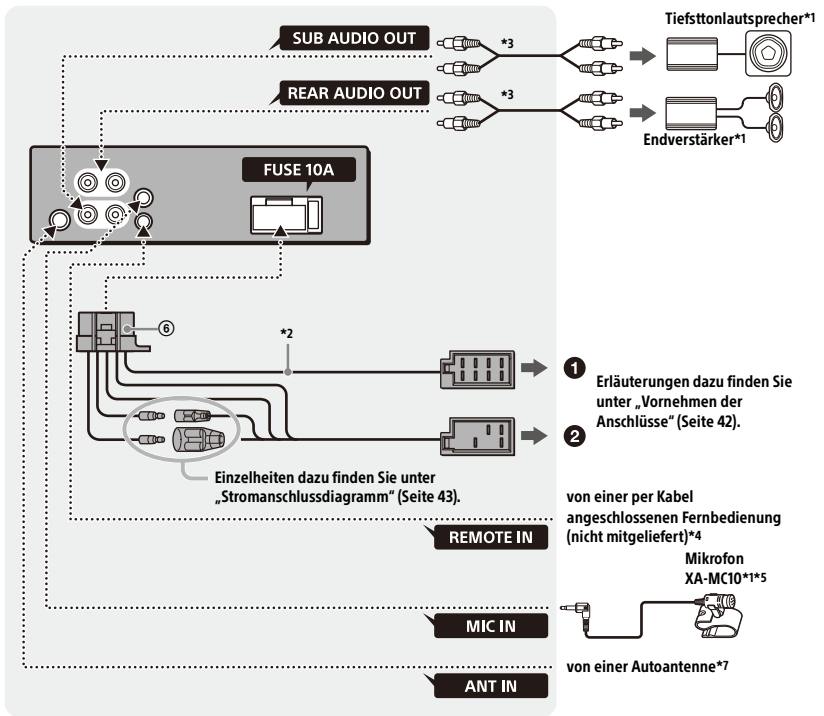 Tiefsttonlautsprecher*1
SUB AUDIO OUT
*3
REAR AUDIO OUT
*3
Endverstärker*1
FUSE 10A
⑥
*2
❶
Erläuterungen dazu finden Sie
unter „Vornehmen der
Anschlüsse“ (Seite 42).
❷
Einzelheiten dazu finden Sie unter
„Stromanschlussdiagramm“ (Seite 43).
von einer per Kabel
angeschlossenen Fernbedienung
(nicht mitgeliefert)*4
REMOTE IN
Mikrofon
XA-MC10*1*5
MIC IN
von einer Autoantenne*7
ANT IN